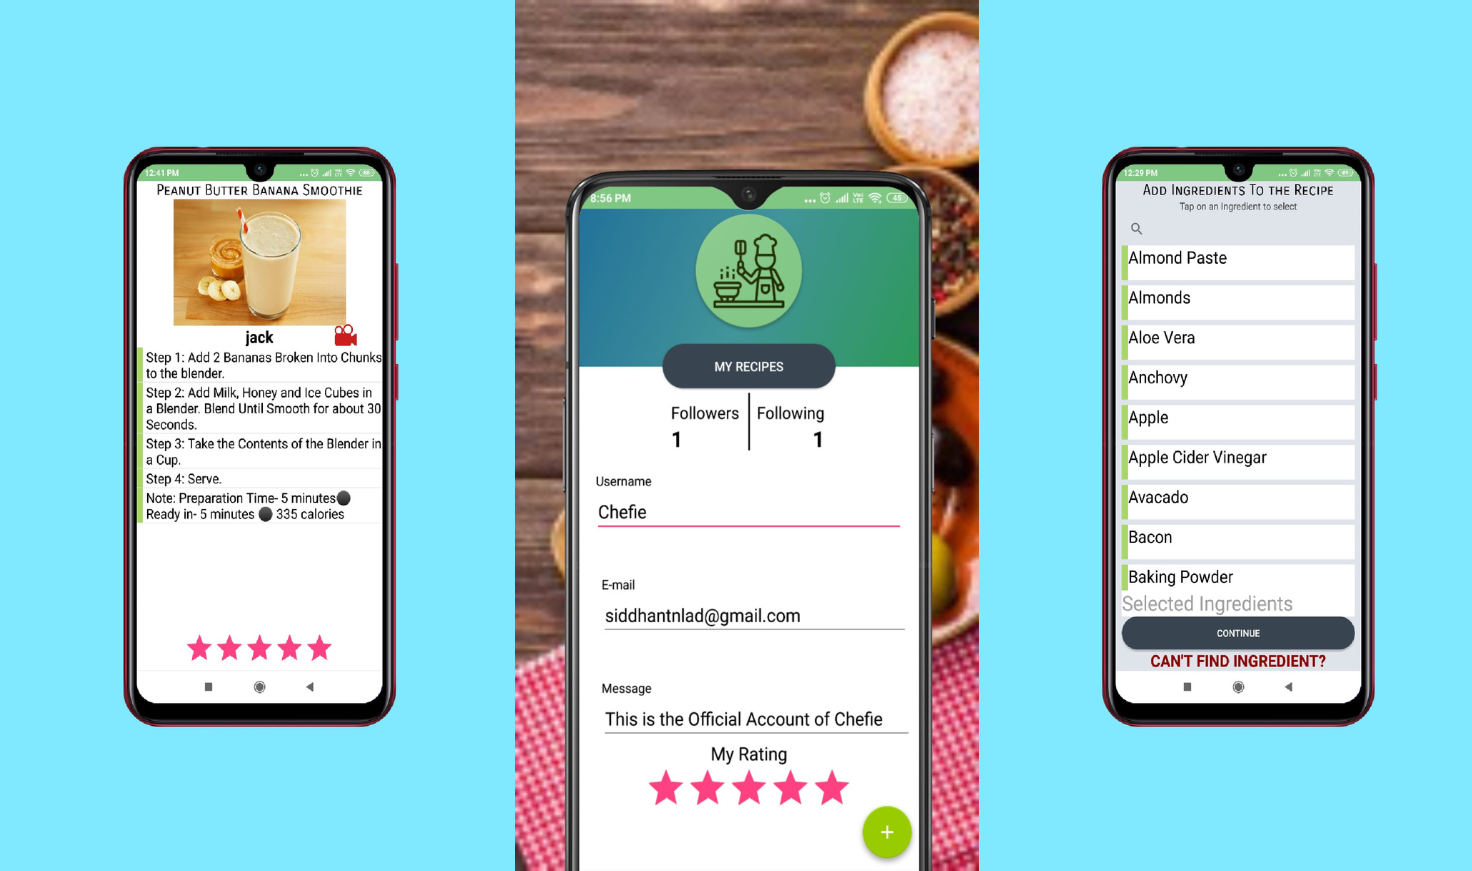 12:41 PM
PEANUT BUTTER BANANA SMOOTHIE
jack
Step 1: Add 2 Bananas Broken Into Chunks
to the blender.
Step 2: Add Milk, Honey and Ice Cubes in
a Blender. Blend Until Smooth for about 30
Seconds.
Step 3: Take the Contents of the Blender in
a Cup.
Step 4: Serve.
Note: Preparation Time- 5 minutes⚫
Ready in- 5 minutes ⚫ 335 calories
8:56 PM
45
MY RECIPES
Followers Following
1 1
Username
Chefie
E-mail
siddhantnlad@gmail.com
Message
This is the Official Account of Chefie
My Rating
+
12:29 PM
ADD INGREDIENTS TO THE RECIPE
Tap on an Ingredient to select
Almond Paste
Almonds
Aloe Vera
Anchovy
Apple
Apple Cider Vinegar
Avacado
Bacon
Baking Powder
Selected Ingredients
CONTINUE
CAN'T FIND INGREDIENT?